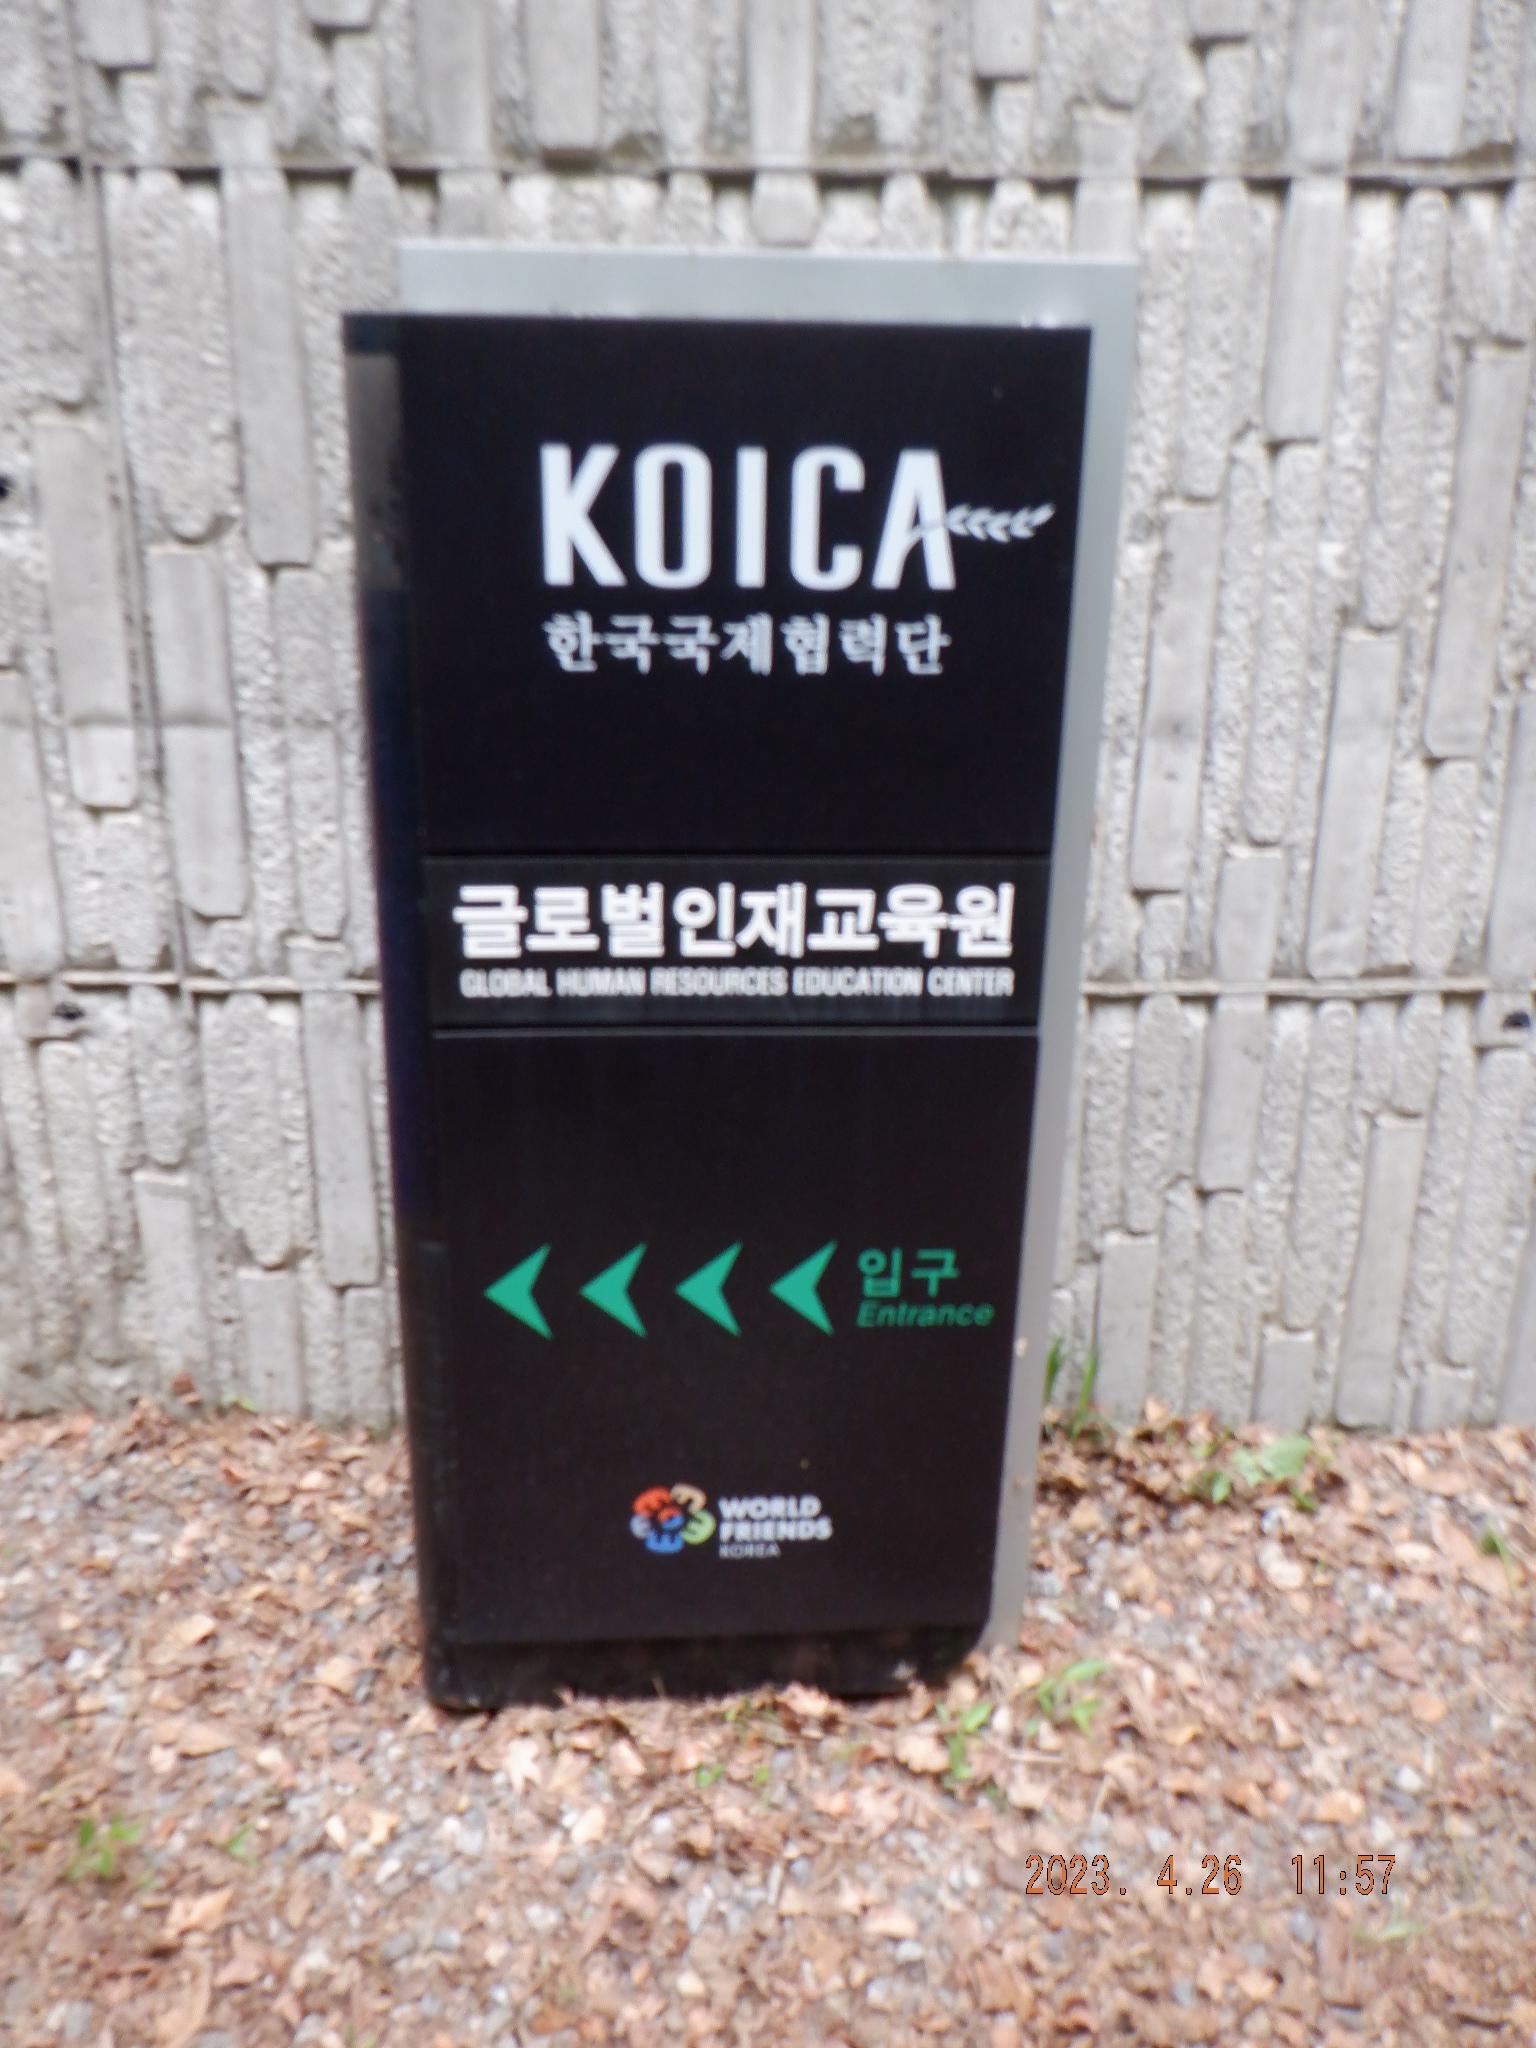 KOICA
한국국제협력단
글로벌인재교육원
GLOBAL HUMAN RESOURCES EDUCATION CENTER
입구
Entrance
WORLD
FRIENDS
KOREA
2023. 4.26 11:57